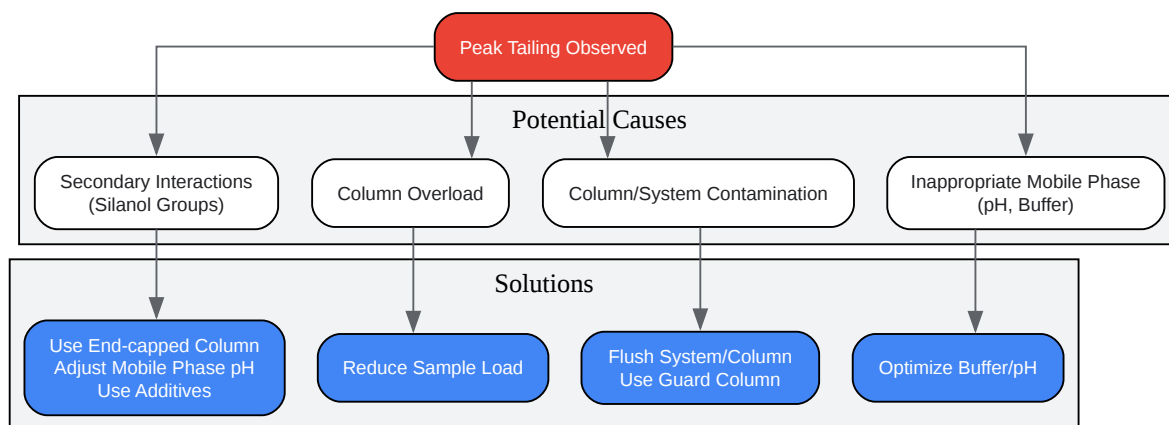 Peak Tailing Observed
Potential Causes
Secondary Interactions
(Silanol Groups)
Column Overload
Column/System Contamination
Inappropriate Mobile Phase
(pH, Buffer)
Solutions
Use End-capped Column
Adjust Mobile Phase pH
Use Additives
Reduce Sample Load
Flush System/Column
Use Guard Column
Optimize Buffer/pH